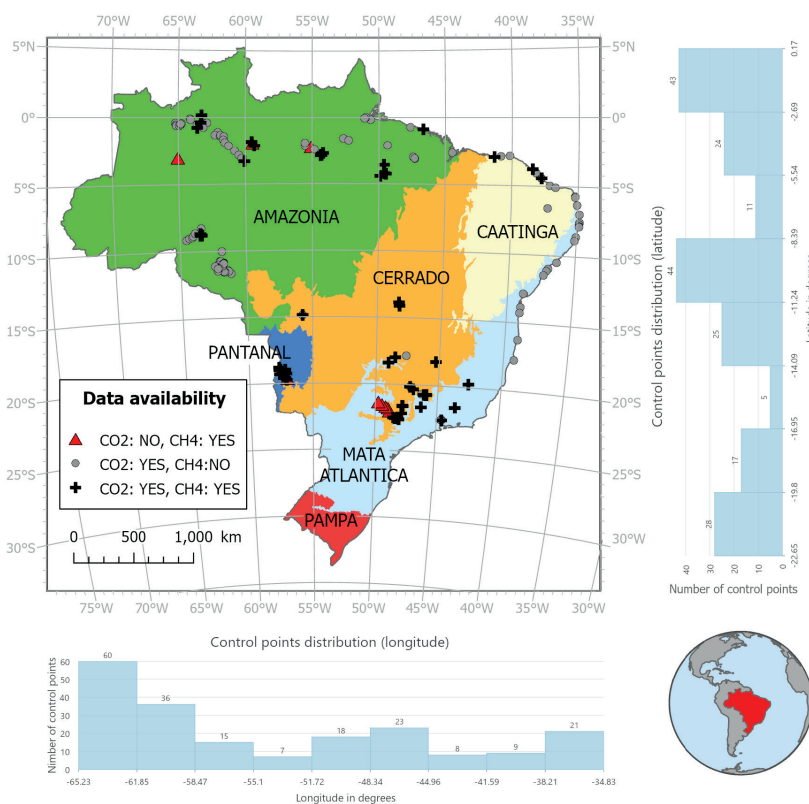 70°W 65°W 60°W 55°W 50°W 45°W 40°W 35°W
5°N 5°N
0° 0°
5°S 5°S
10°S 10°S
15°S 15°S
20°S 20°S
25°S 25°S
30°S 30°W
AMAZONIA
CAATINGA
CERRADO
PANTANAL
MATA
ATLANTICA
PAMPA
Data availability
CO2: NO, CH4: YES
CO2: YES, CH4:NO
CO2: YES, CH4: YES
0 500 1,000 km
75°W 70°W 65°W 60°W 55°W 50°W 45°W 40°W 35°W 30°W
Control points distribution (latitude)
43
24
11
44
25
5
17
28
0.17
-2.69
-5.54
-8.39
-11.24
-14.09
-16.95
-19.8
-22.65
40 30 20 10 0
Number of control points
Control points distribution (longitude)
Nimber of control points
60
50
40
30
20
10
0
60 36 15 7 18 23 8 9 21
-65.23 -61.85 -58.47 -55.1 -51.72 -48.34 -44.96 -41.59 -38.21 -34.83
Longitude in degrees